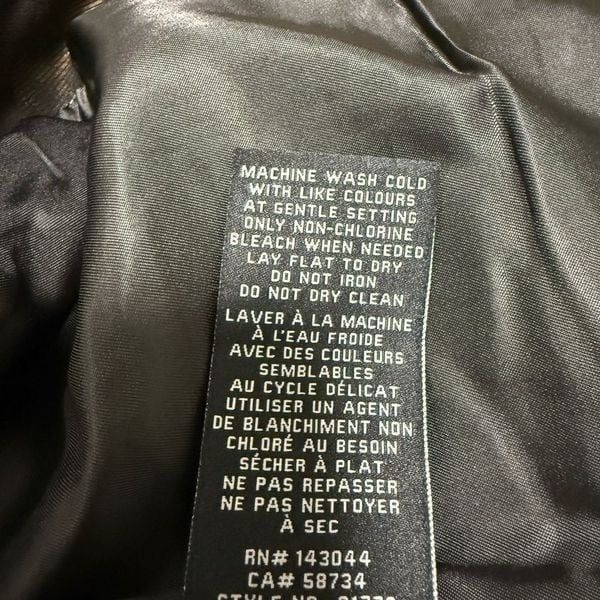 MACHINE WASH COLD
WITH LIKE COLOURS
AT GENTLE SETTING
ONLY NON-CHLORINE
BLEACH WHEN NEEDED
LAY FLAT TO DRY
DO NOT IRON
DO NOT DRY CLEAN
LAVER À LA MACHINE
À L'EAU FROIDE
AVEC DES COULEURS
SEMBLABLES
AU CYCLE DÉLICAT
UTILISER UN AGENT
DE BLANCHIMENT NON
CHLORÉ AU BESOIN
SÉCHER À PLAT
NE PAS REPASSER
NE PAS NETTOYER
À SEC
RN# 143044
CA# 58734
STYLE NO.